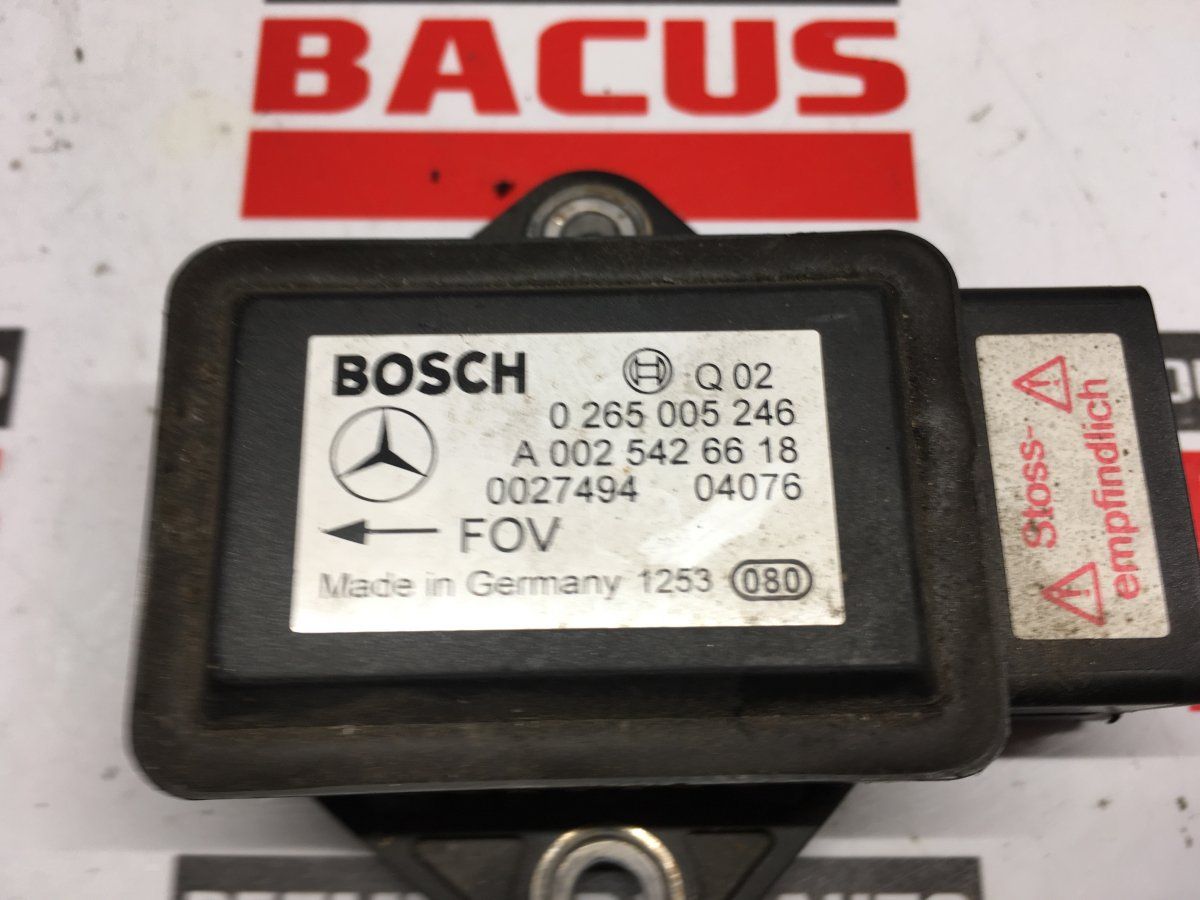 BACUS
BOSCH Q 02
0 265 005 246
A 002 542 66 18
0027494 04076
FOV
Made in Germany 1253 080
Stoss-
empfindlich